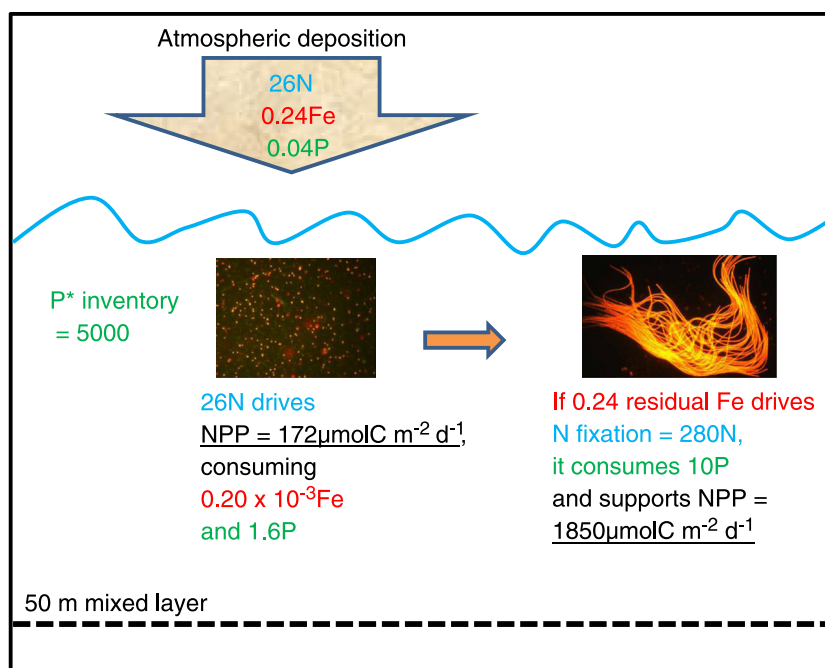 Atmospheric deposition
26N
0.24Fe
0.04P
P* inventory
= 5000
26N drives
NPP = 172µmolC m⁻² d⁻¹,
consuming
0.20 x 10⁻³Fe
and 1.6P
If 0.24 residual Fe drives
N fixation = 280N,
it consumes 10P
and supports NPP =
1850µmolC m⁻² d⁻¹
50 m mixed layer